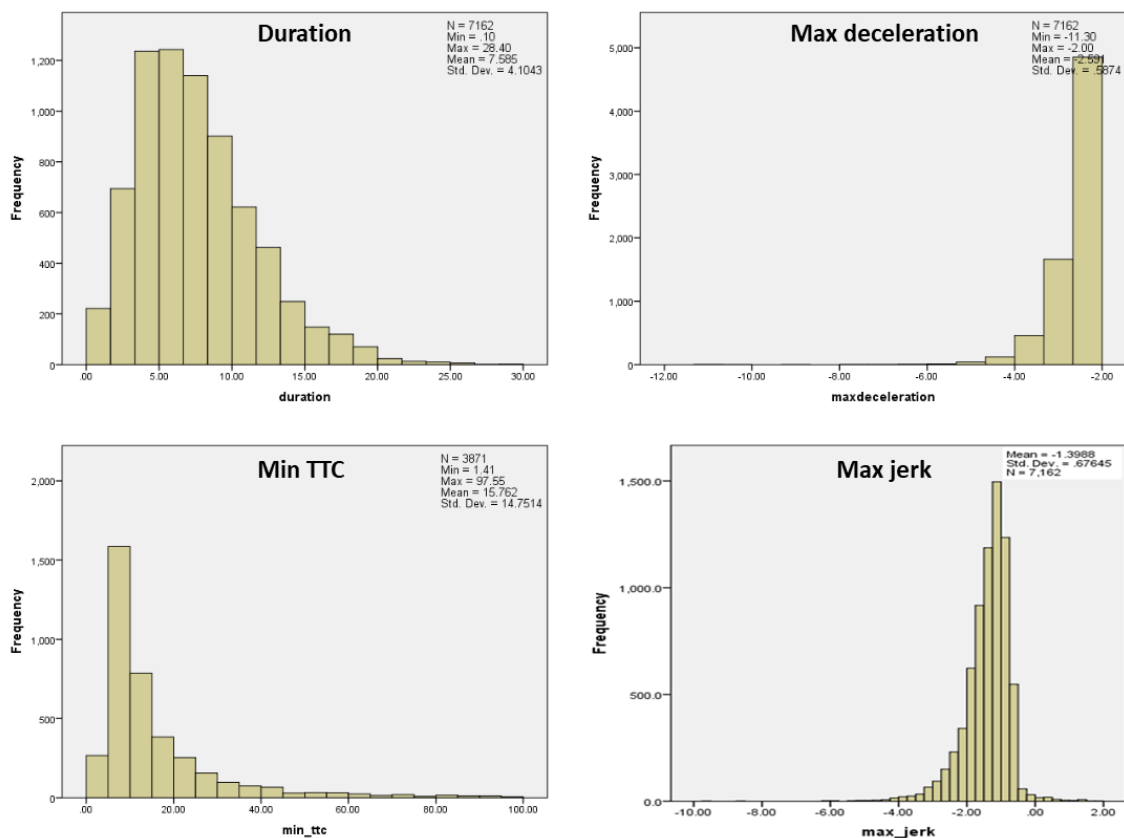 Duration
N = 7162
Min = .10
Max = 28.40
Mean = 7.585
Std. Dev. = 4.1043
Frequency
1,200
1,000
800
600
400
200
0
.00 5.00 10.00 15.00 20.00 25.00 30.00
duration
Max deceleration
N = 7162
Min = -11.30
Max = -2.00
Mean = -2.591
Std. Dev. = .5874
Frequency
5,000
4,000
3,000
2,000
1,000
0
-12.00 -10.00 -8.00 -6.00 -4.00 -2.00
maxdeceleration
Min TTC
N = 3871
Min = 1.41
Max = 97.55
Mean = 15.762
Std. Dev. = 14.7514
Frequency
2,000
1,500
1,000
500
0
.00 20.00 40.00 60.00 80.00 100.00
min_ttc
Max jerk
Mean = -1.3988
Std. Dev. = .67645
N = 7,162
Frequency
1,500.0
1,000.0
500.0
0.0
-10.00 -8.00 -6.00 -4.00 -2.00 .00 2.00
max_jerk